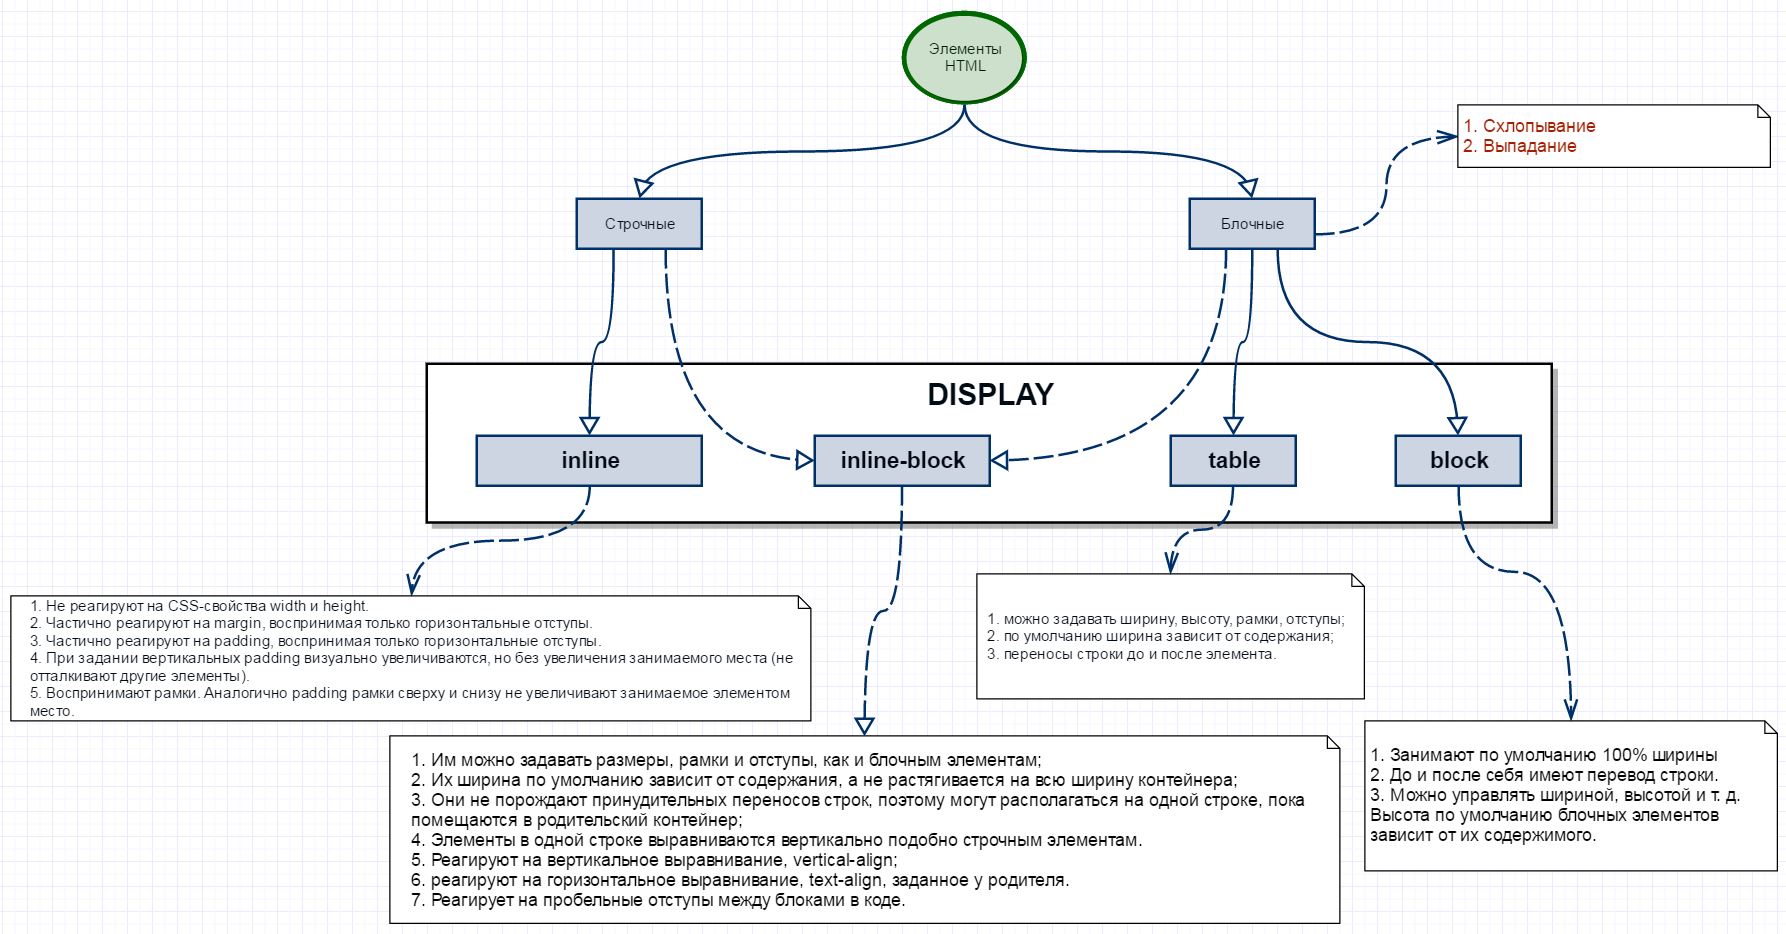 Элементы
HTML
1. Схлопывание
2. Выпадание
Строчные
Блочные
DISPLAY
inline
inline-block
table
block
1. Не реагируют на CSS-свойства width и height.
2. Частично реагируют на margin, воспринимая только горизонтальные отступы.
3. Частично реагируют на padding, воспринимая только горизонтальные отступы.
4. При задании вертикальных padding визуально увеличиваются, но без увеличения занимаемого места (не
отталкивают другие элементы).
5. Воспринимают рамки. Аналогично padding рамки сверху и снизу не увеличивают занимаемое элементом
место.
1. можно задавать ширину, высоту, рамки, отступы;
2. по умолчанию ширина зависит от содержания;
3. переносы строки до и после элемента.
1. Им можно задавать размеры, рамки и отступы, как и блочным элементам;
2. Их ширина по умолчанию зависит от содержания, а не растягивается на всю ширину контейнера;
3. Они не порождают принудительных переносов строк, поэтому могут располагаться на одной строке, пока
помещаются в родительский контейнер;
4. Элементы в одной строке выравниваются вертикально подобно строчным элементам.
5. Реагируют на вертикальное выравнивание, vertical-align;
6. реагируют на горизонтальное выравнивание, text-align, заданное у родителя.
7. Реагирует на пробельные отступы между блоками в коде.
1. Занимают по умолчанию 100% ширины
2. До и после себя имеют перевод строки.
3. Можно управлять шириной, высотой и т. д.
Высота по умолчанию блочных элементов
зависит от их содержимого.